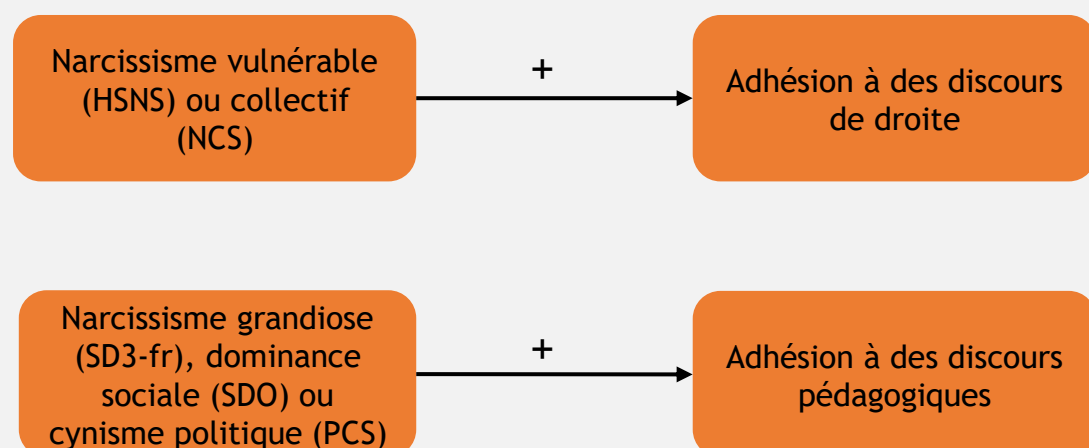 Narcissisme vulnérable
(HSNS) ou collectif
(NCS)
+
Adhésion à des discours
de droite
Narcissisme grandiose
(SD3-fr), dominance
sociale (SDO) ou
cynisme politique (PCS)
+
Adhésion à des discours
pédagogiques